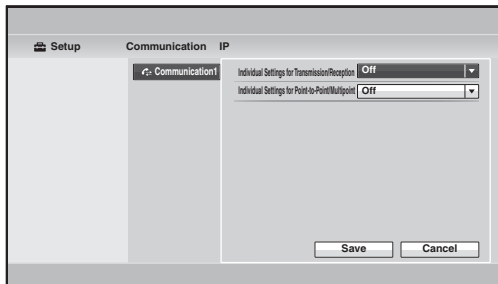 Setup Communication IP
Communication1
Individual Settings for Transmission/Reception Off
Individual Settings for Point-to-Point/Multipoint Off
Save Cancel